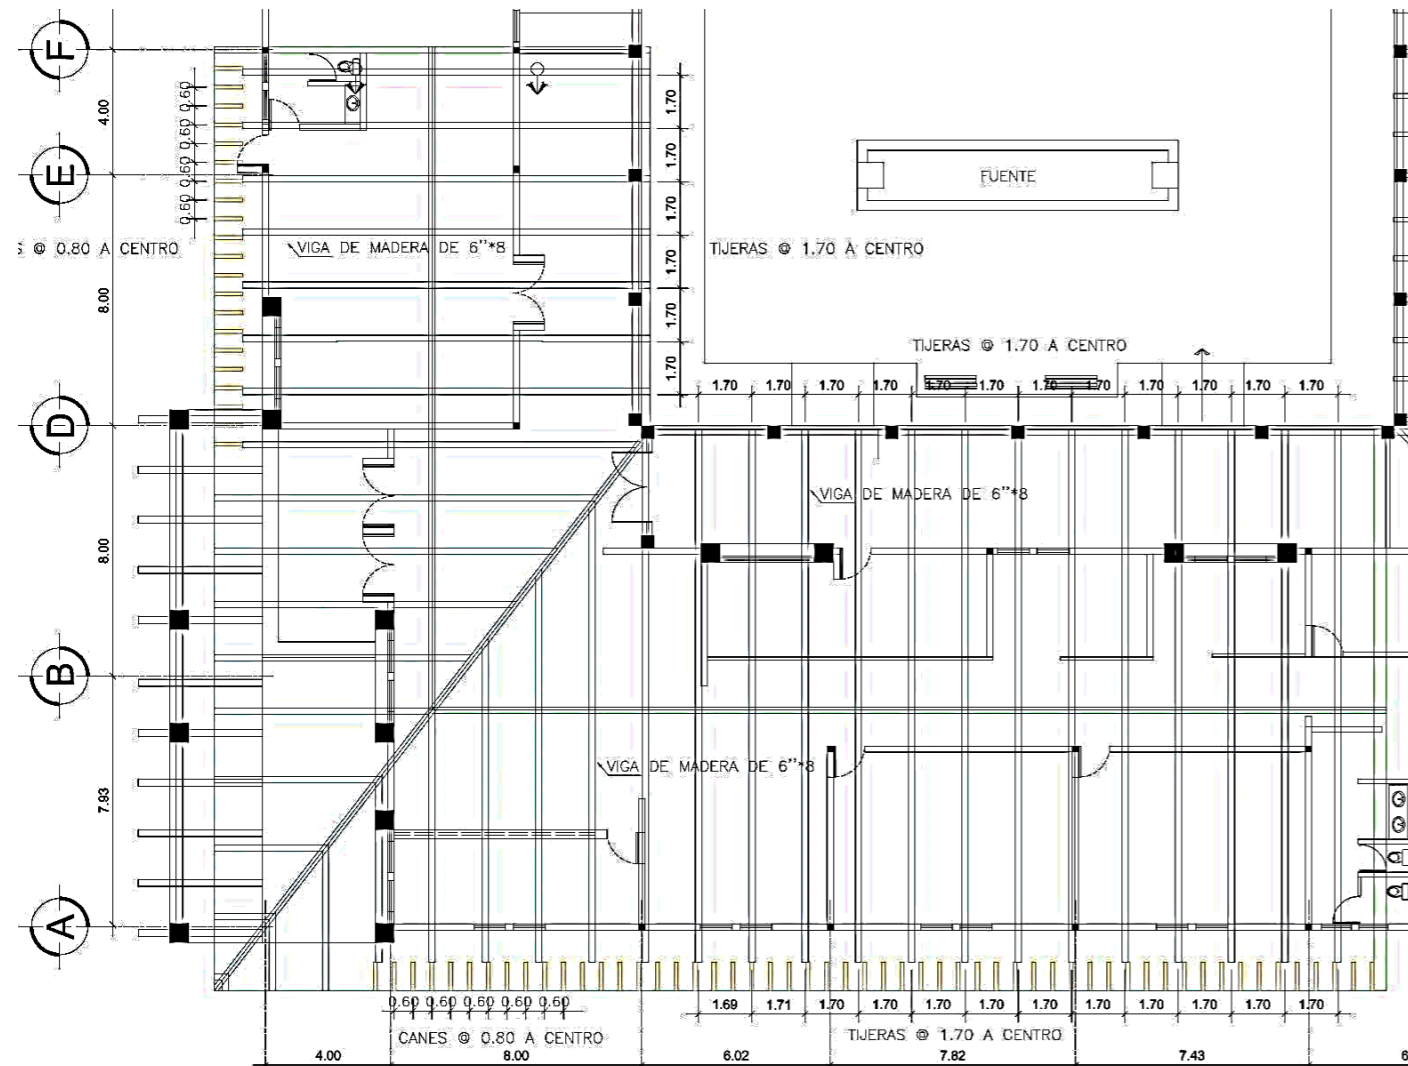 F
4.00
0.60
0.60
0.60
0.60
1.70
1.70
1.70
1.70
1.70
1.70
E
FUENTE
@ 0.80 A CENTRO
VIGA DE MADERA DE 6"*8
TIJERAS @ 1.70 A CENTRO
8.00
TIJERAS @ 1.70 A CENTRO
1.70 1.70 1.70 1.70 1.70 1.70 1.70 1.70 1.70 1.70 1.70 1.70
D
VIGA DE MADERA DE 6"*8
8.00
B
VIGA DE MADERA DE 6"*8
7.93
A
0.60 0.60 0.60 0.60 0.60
1.69 1.71 1.70 1.70 1.70 1.70 1.70 1.70 1.70 1.70 1.70 1.70
CANES @ 0.80 A CENTRO
TIJERAS @ 1.70 A CENTRO
4.00 8.00 6.02 7.82 7.43